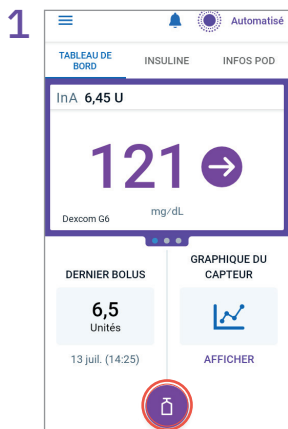 1
Automatisé
TABLEAU DE
BORD
INSULINE
INFOS POD
InA 6,45 U
121
mg/dL
Dexcom G6
DERNIER BOLUS
GRAPHIQUE DU
CAPTEUR
6,5
Unités
13 juil. (14:25)
AFFICHER